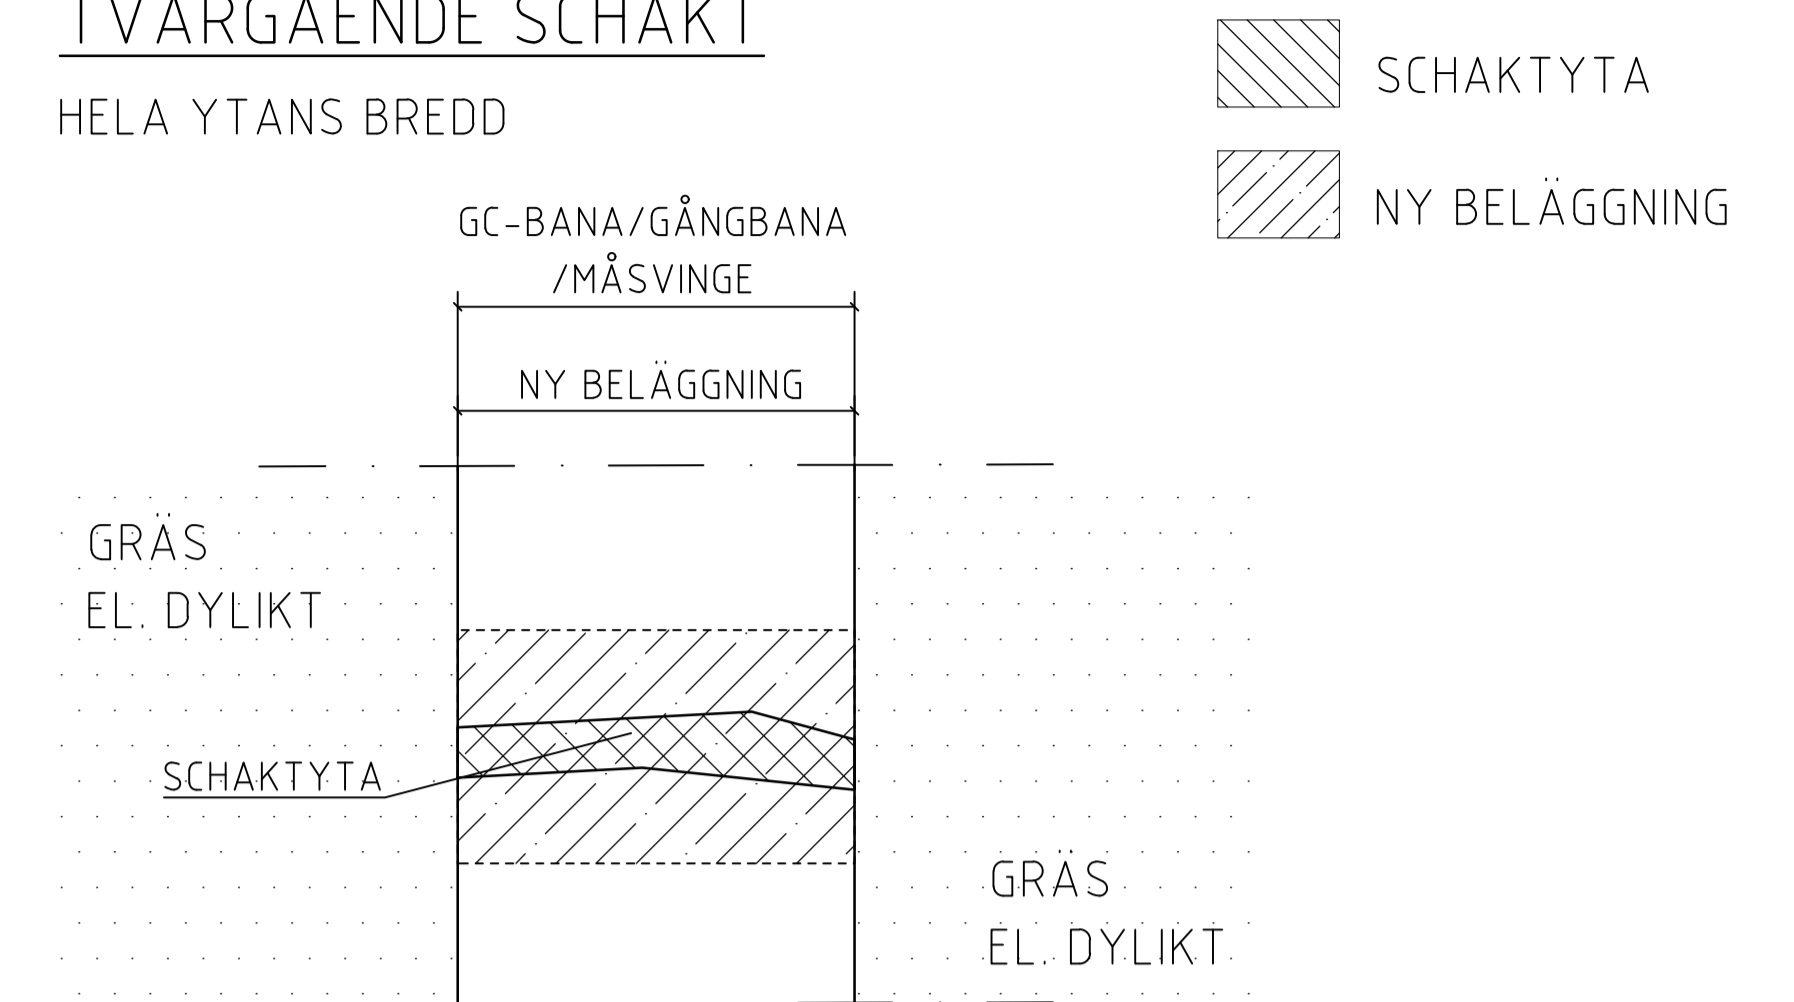 TVÄRGÅENDE SCHAKT
HELA YTANS BREDD
SCHAKTYTA
NY BELÄGGNING
GC-BANA/GÅNGBANA
/MÅSVINGE
NY BELÄGGNING
GRÄS
EL. DYLIKT
SCHAKTYTA
GRÄS
EL. DYLIKT